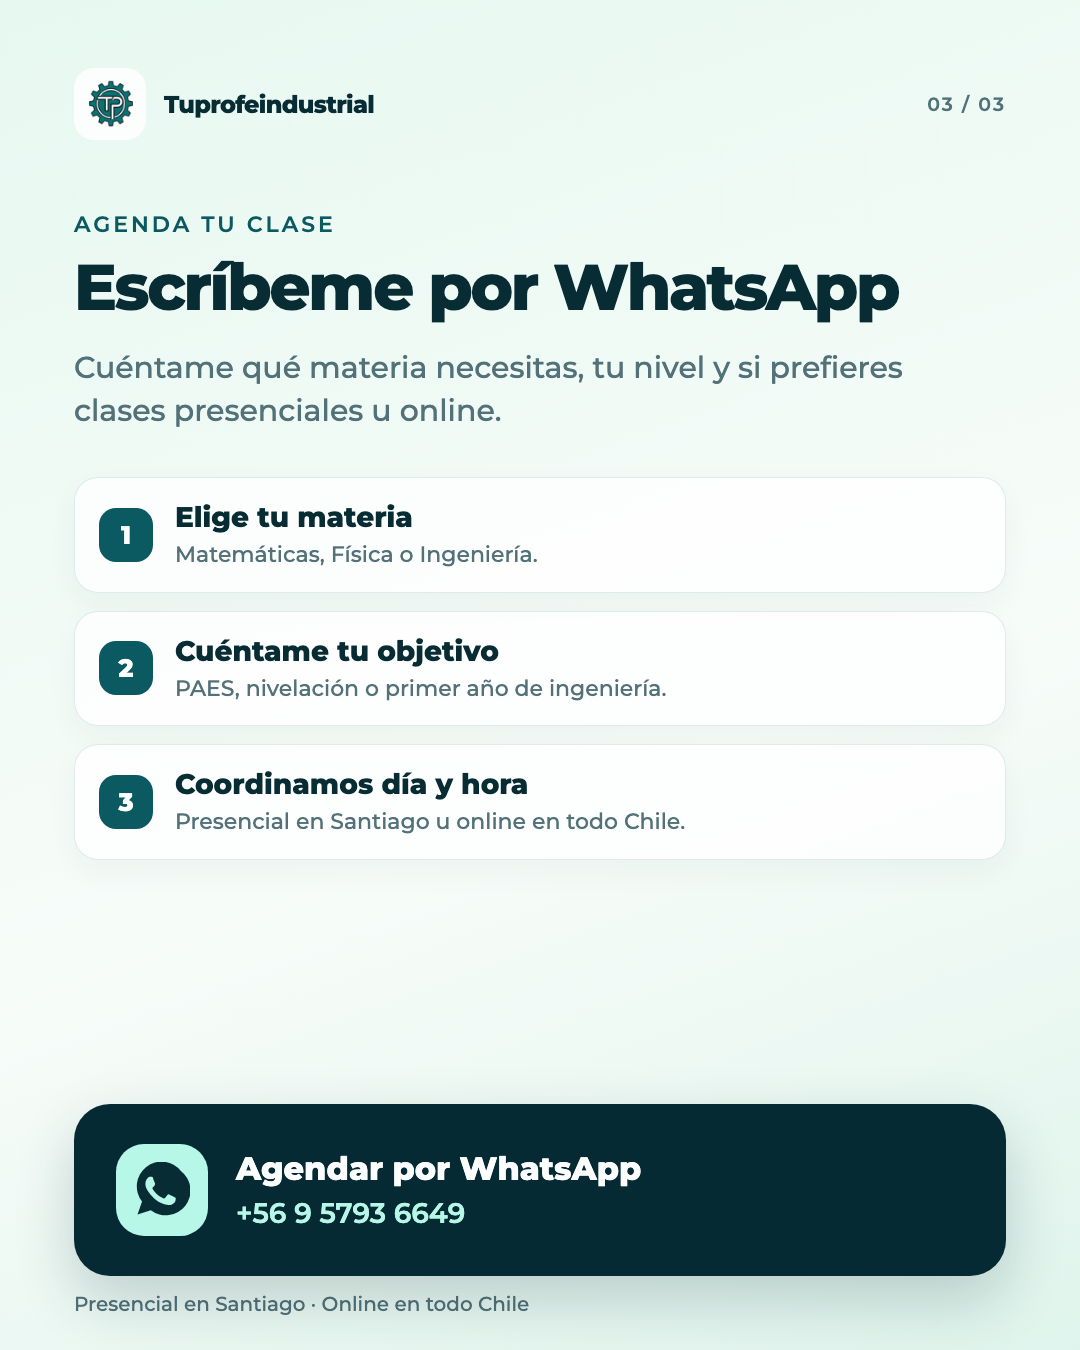 TP
Tuprofeindustrial
03 / 03
AGENDA TU CLASE
Escríbeme por WhatsApp
Cuéntame qué materia necesitas, tu nivel y si prefieres
clases presenciales u online.
1
Elige tu materia
Matemáticas, Física o Ingeniería.
2
Cuéntame tu objetivo
PAES, nivelación o primer año de ingeniería.
3
Coordinamos día y hora
Presencial en Santiago u online en todo Chile.
Agendar por WhatsApp
+56 9 5793 6649
Presencial en Santiago · Online en todo Chile